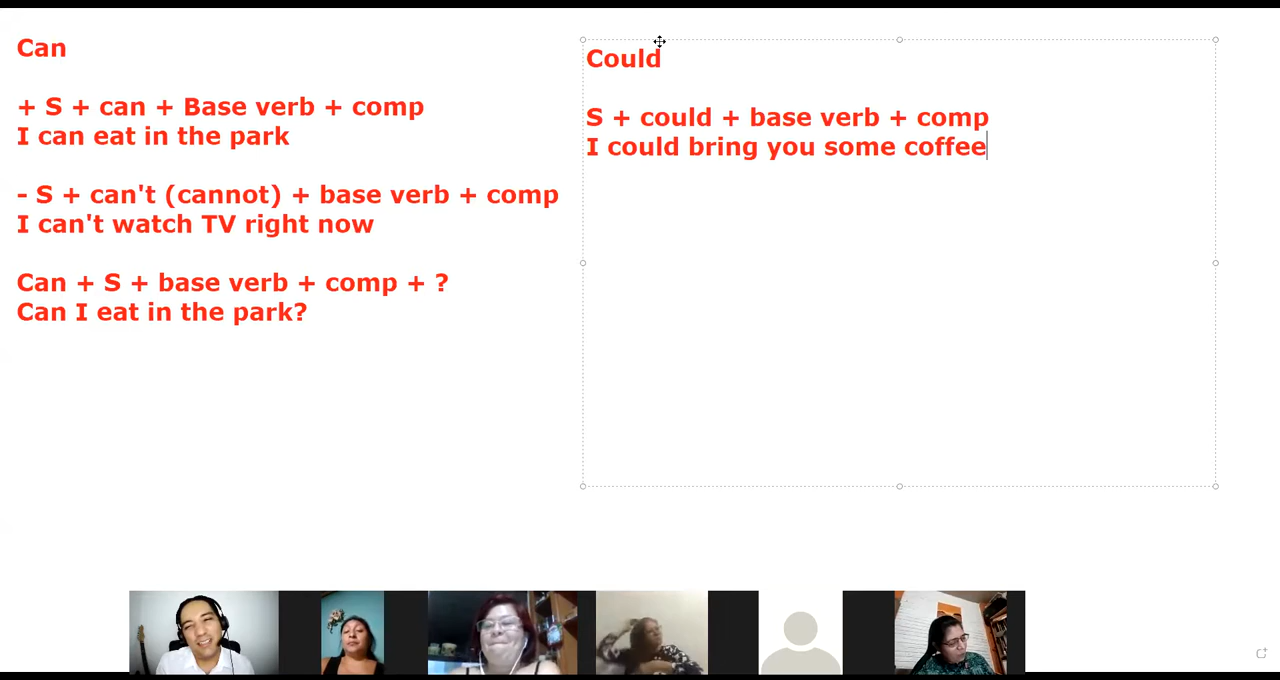 Can
+ S + can + Base verb + comp
I can eat in the park
- S + can't (cannot) + base verb + comp
I can't watch TV right now
Can + S + base verb + comp + ?
Can I eat in the park?
Could
S + could + base verb + comp
I could bring you some coffee